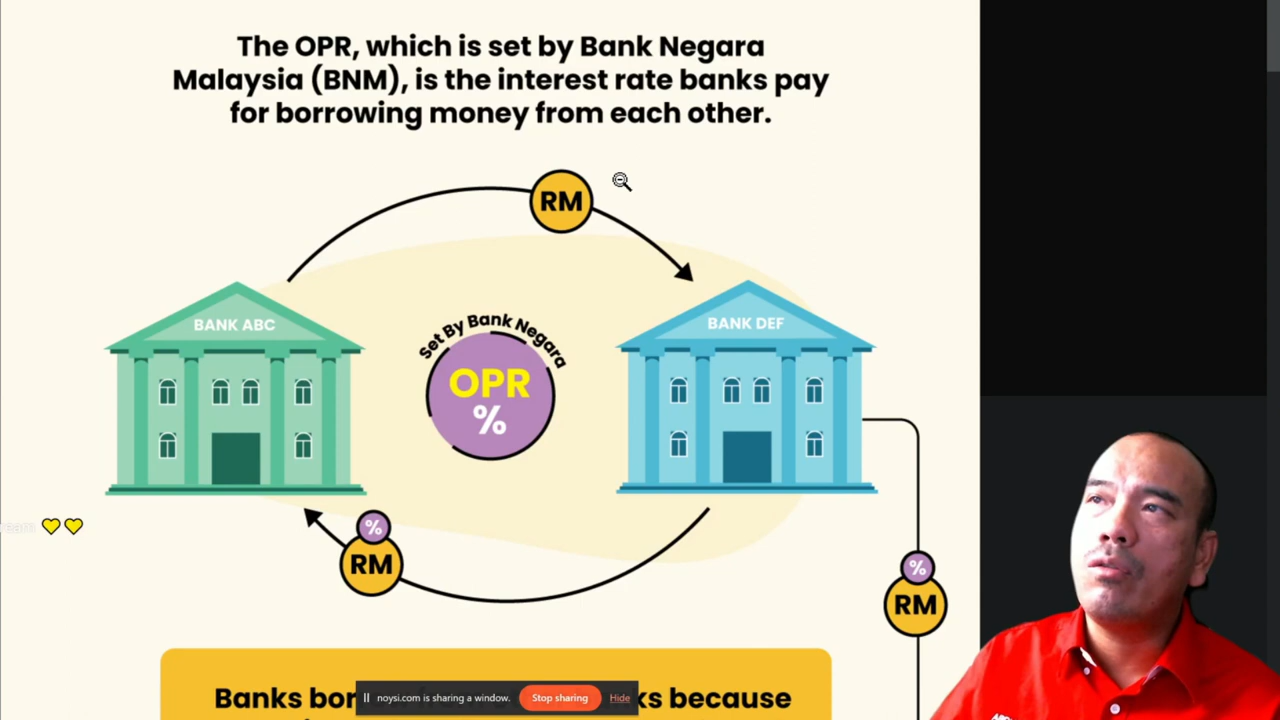 The OPR, which is set by Bank Negara
Malaysia (BNM), is the interest rate banks pay
for borrowing money from each other.
RM
BANK ABC
BANK DEF
Set By Bank Negara
OPR
%
%
RM
%
RM
Banks bor
ks because
noysi.com is sharing a window.
Stop sharing
Hide